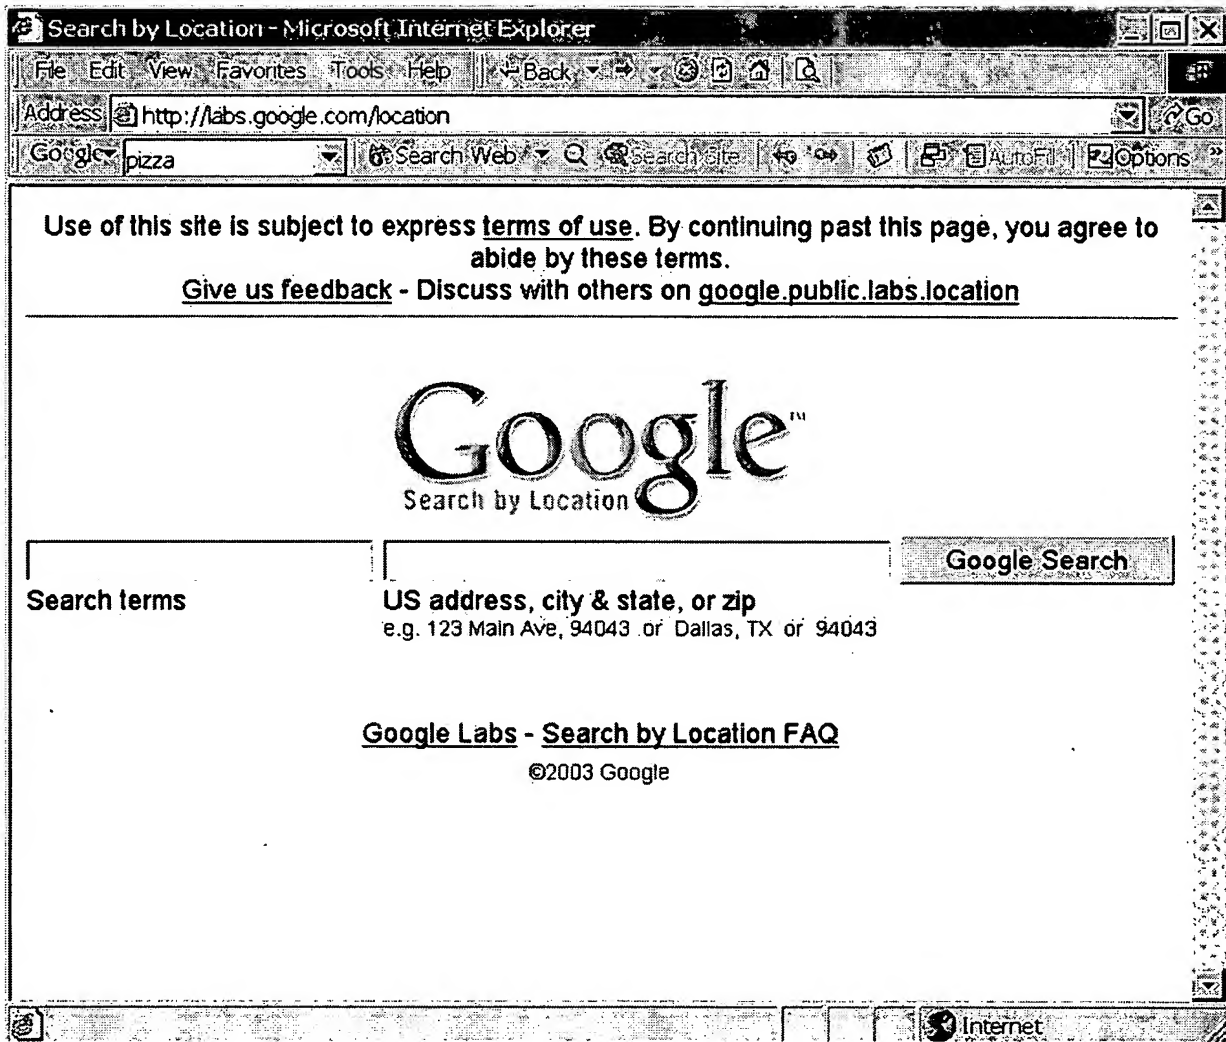 Search by Location - Microsoft Internet Explorer
File Edit View Favorites Tools Help Back
Address http://labs.google.com/location Go
Google pizza Search Web Search Site AutoFill Options »
Use of this site is subject to express terms of use. By continuing past this page, you agree to
abide by these terms.
Give us feedback - Discuss with others on google.public.labs.location
Google™
Search by Location
Google Search
Search terms US address, city & state, or zip
e.g. 123 Main Ave, 94043 or Dallas, TX or 94043
Google Labs - Search by Location FAQ
©2003 Google
Internet